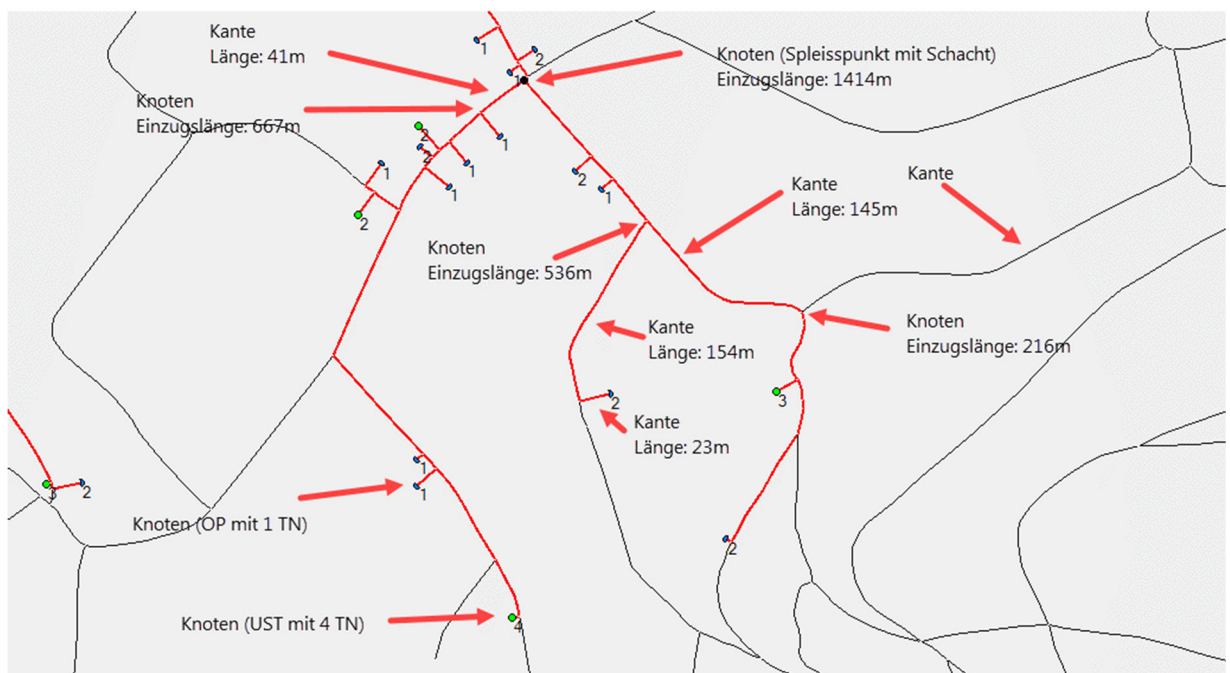 Kante
Länge: 41m
Knoten (Spleisspunkt mit Schacht)
Einzugslänge: 1414m
Knoten
Einzugslänge: 667m
1
2
1
2
2
1
1
1
1
2
2
1
Kante
Länge: 145m
Kante
Knoten
Einzugslänge: 536m
Kante
Länge: 154m
Knoten
Einzugslänge: 216m
2
3
Kante
Länge: 23m
1
1
3
2
Knoten (OP mit 1 TN)
2
Knoten (UST mit 4 TN)
4